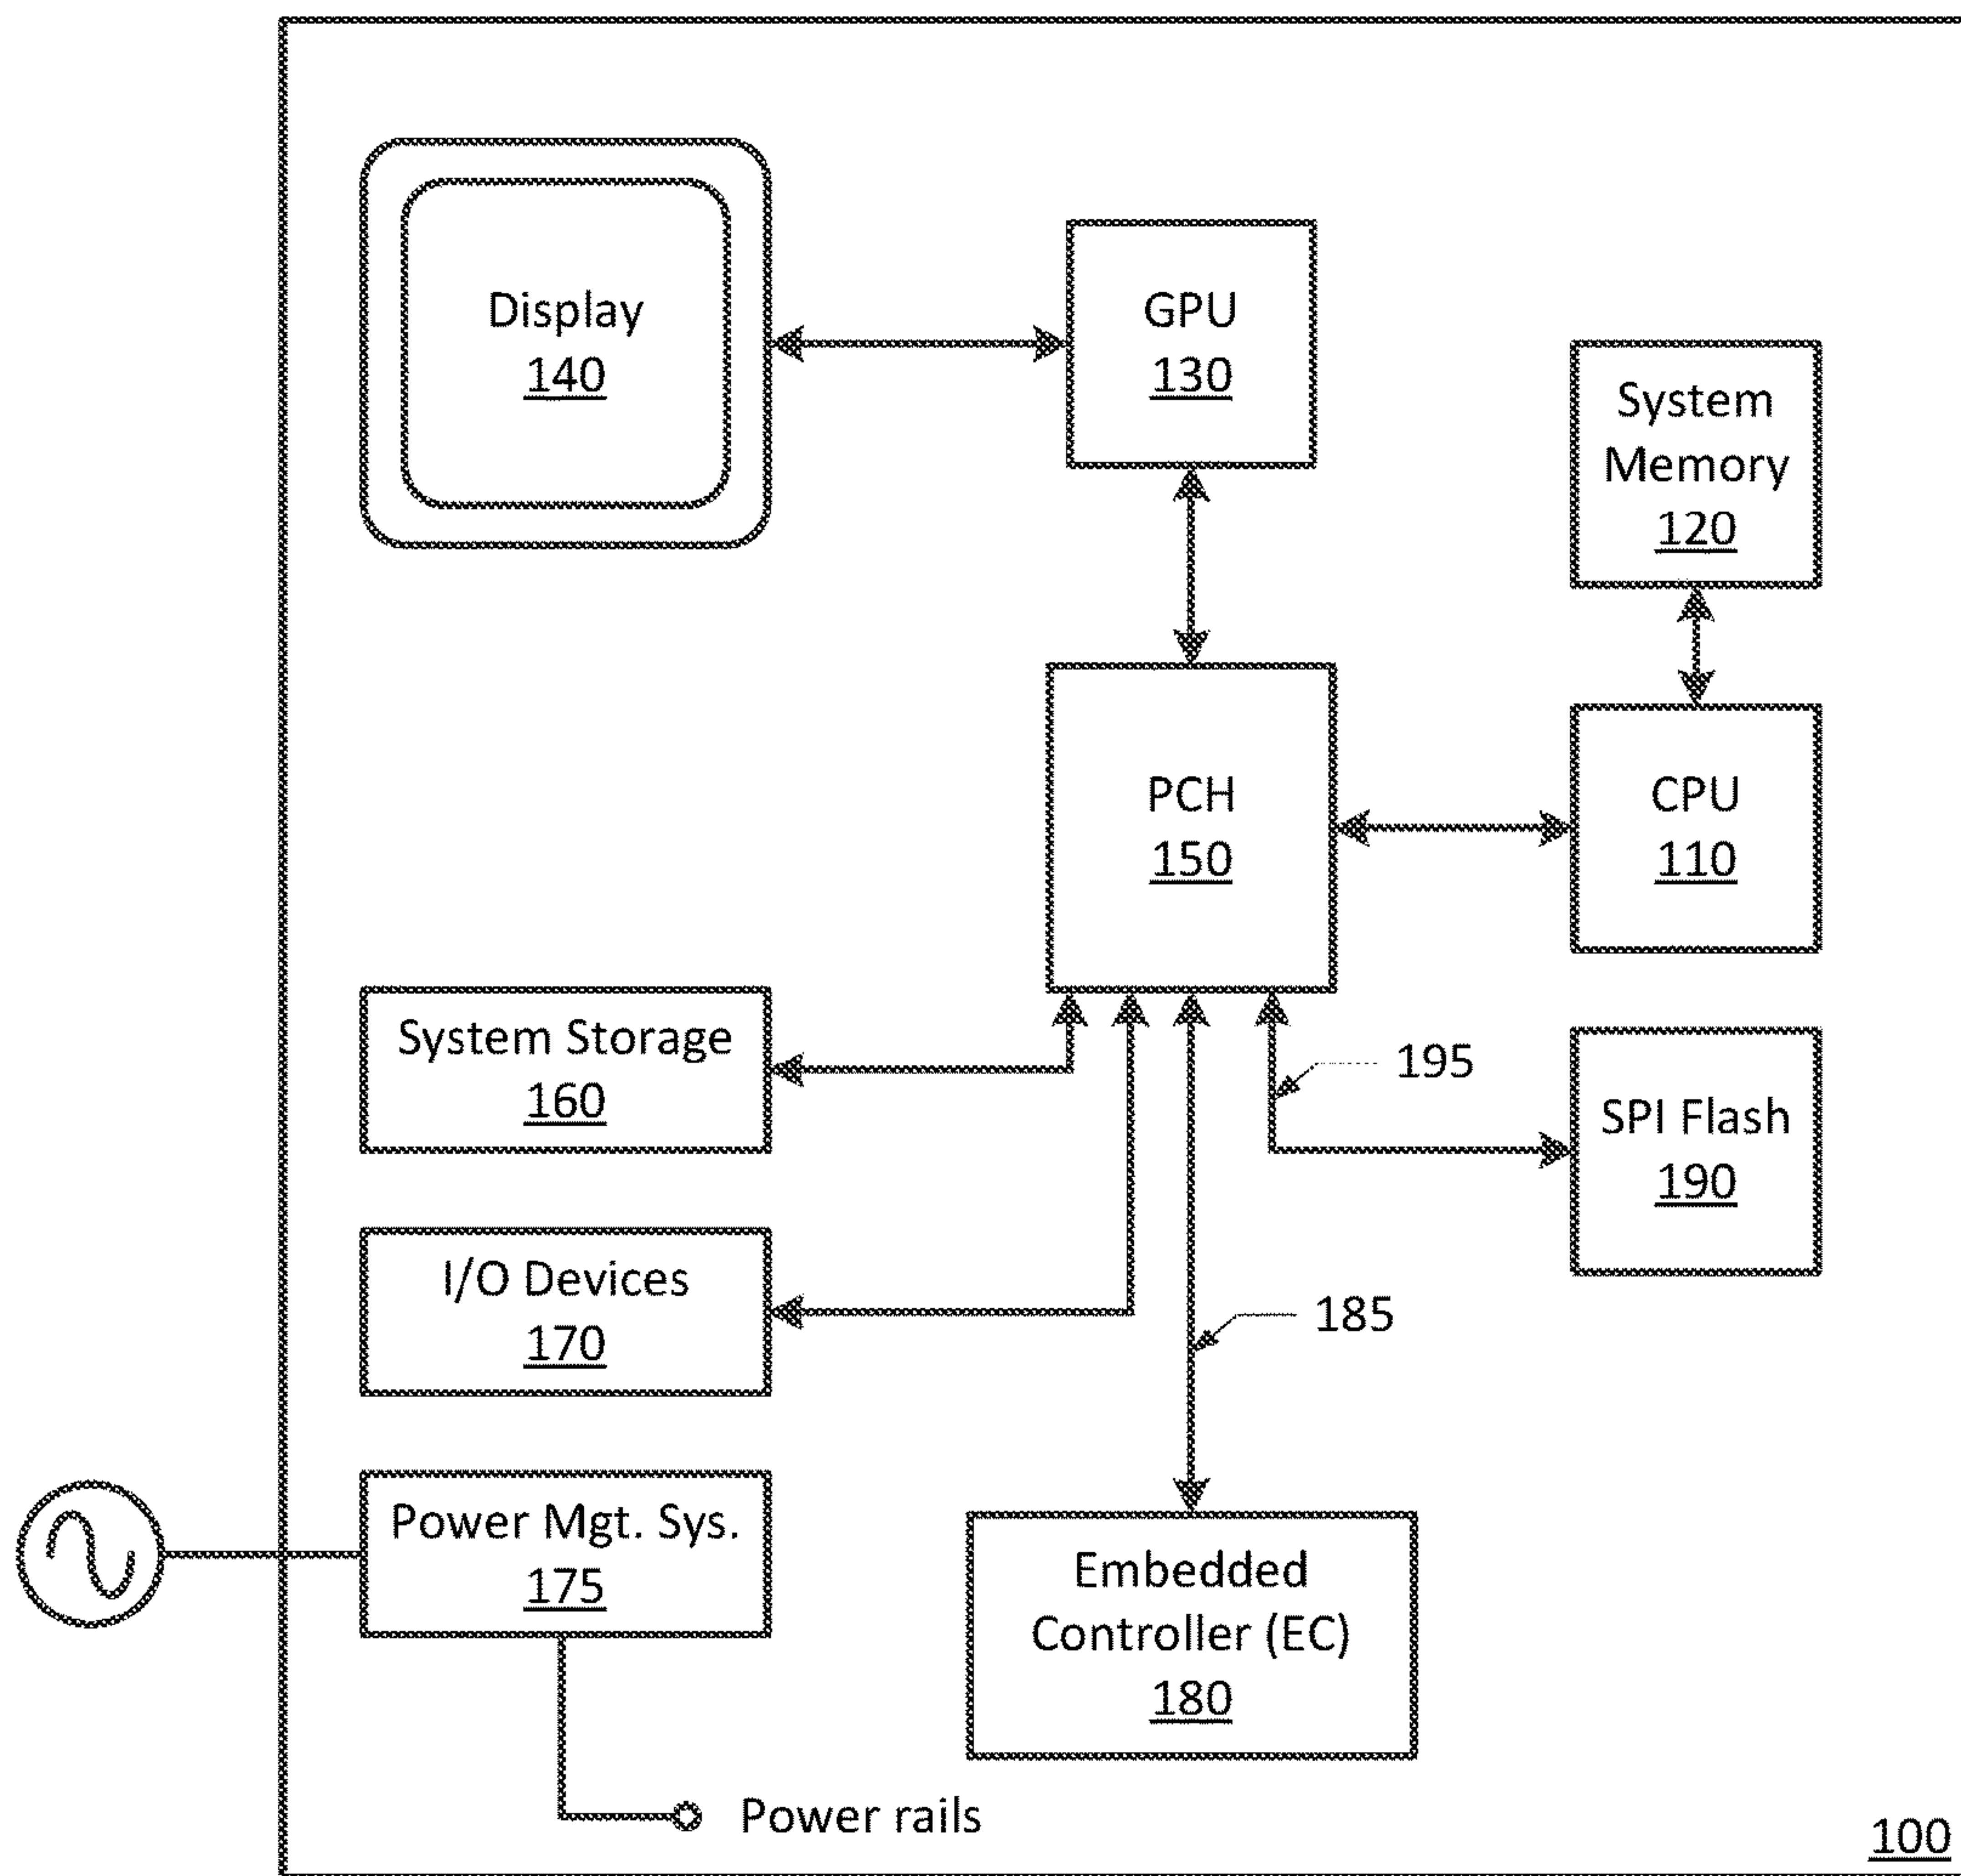 Display
140
GPU
130
System
Memory
120
PCH
150
CPU
110
System Storage
160
195
SPI Flash
190
I/O Devices
170
185
Power Mgt. Sys.
175
Embedded
Controller (EC)
180
Power rails
100